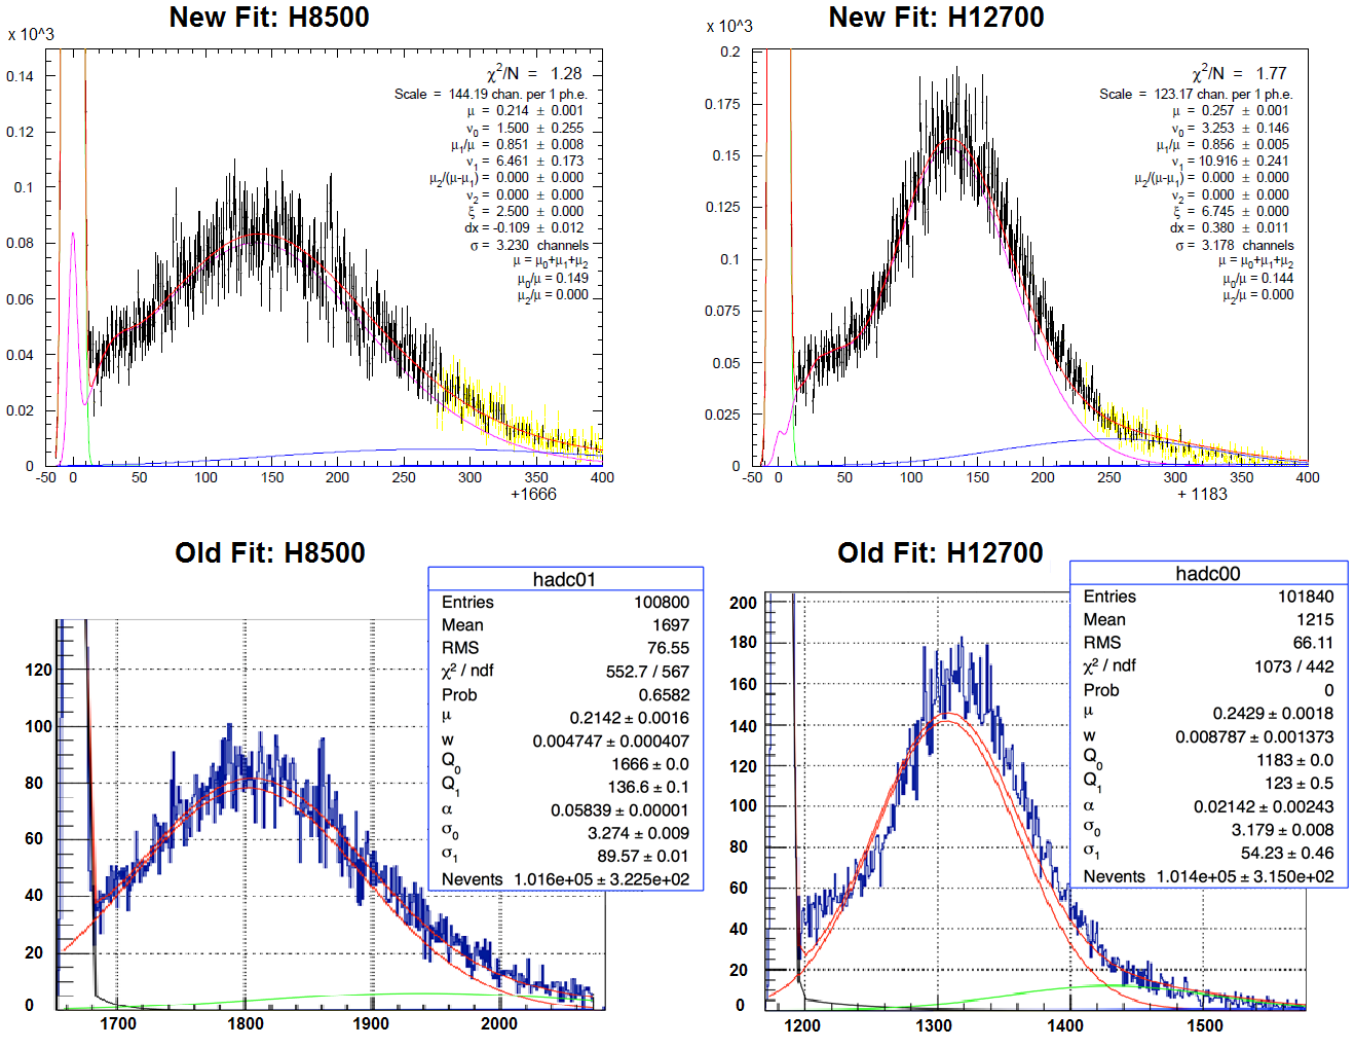 New Fit: H8500
x 10^3
0.14
0.12
0.1
0.08
0.06
0.04
0.02
0
-50 0 50 100 150 200 250 300 350 400
+1666
χ²/N = 1.28
Scale = 144.19 chan. per 1 ph.e.
μ = 0.214 ± 0.001
ν₀ = 1.500 ± 0.255
μ₁/μ = 0.851 ± 0.008
ν₁ = 6.461 ± 0.173
μ₂/(μ-μ₁) = 0.000 ± 0.000
ν₂ = 0.000 ± 0.000
ξ = 2.500 ± 0.000
dx = -0.109 ± 0.012
σ = 3.230 channels
μ = μ₀+μ₁+μ₂
μ₀/μ = 0.149
μ₂/μ = 0.000
New Fit: H12700
x 10^3
0.2
0.175
0.15
0.125
0.1
0.075
0.05
0.025
0
-50 0 50 100 150 200 250 300 350 400
+ 1183
χ²/N = 1.77
Scale = 123.17 chan. per 1 ph.e.
μ = 0.257 ± 0.001
ν₀ = 3.253 ± 0.146
μ₁/μ = 0.856 ± 0.005
ν₁ = 10.916 ± 0.241
μ₂/(μ-μ₁) = 0.000 ± 0.000
ν₂ = 0.000 ± 0.000
ξ = 6.745 ± 0.000
dx = 0.380 ± 0.011
σ = 3.178 channels
μ = μ₀+μ₁+μ₂
μ₀/μ = 0.144
μ₂/μ = 0.000
Old Fit: H8500
120
100
80
60
40
20
0
1700 1800 1900 2000
hadc01
Entries 100800
Mean 1697
RMS 76.55
χ² / ndf 552.7 / 567
Prob 0.6582
μ 0.2142 ± 0.0016
w 0.004747 ± 0.000407
Q₀ 1666 ± 0.0
Q₁ 136.6 ± 0.1
α 0.05839 ± 0.00001
σ₀ 3.274 ± 0.009
σ₁ 89.57 ± 0.01
Nevents 1.016e+05 ± 3.225e+02
Old Fit: H12700
200
180
160
140
120
100
80
60
40
20
0
1200 1300 1400 1500
hadc00
Entries 101840
Mean 1215
RMS 66.11
χ² / ndf 1073 / 442
Prob 0
μ 0.2429 ± 0.0018
w 0.008787 ± 0.001373
Q₀ 1183 ± 0.0
Q₁ 123 ± 0.5
α 0.02142 ± 0.00243
σ₀ 3.179 ± 0.008
σ₁ 54.23 ± 0.46
Nevents 1.014e+05 ± 3.150e+02